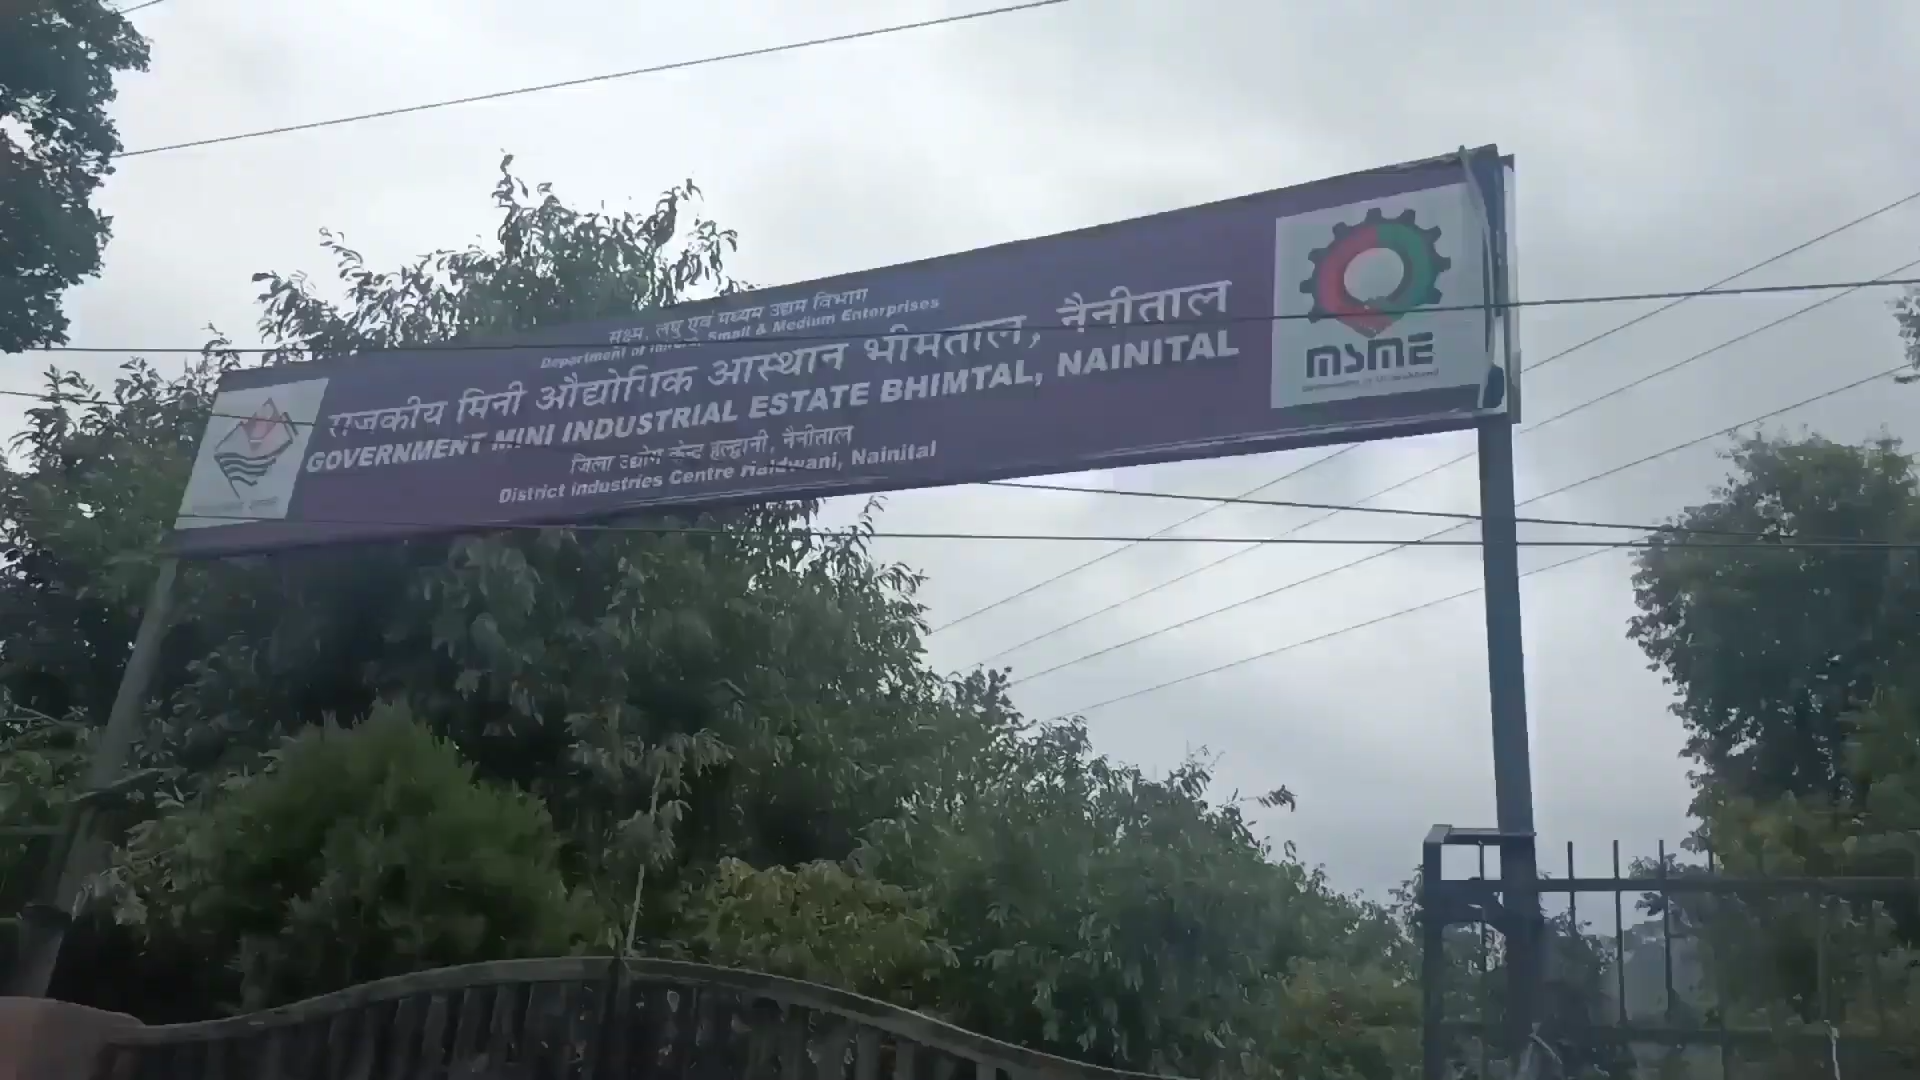 सूक्ष्म, लघु एवं मध्यम उद्यम विभाग
Department of Micro, Small & Medium Enterprises
राजकीय मिनी औद्योगिक आस्थान भीमताल, नैनीताल
GOVERNMENT MINI INDUSTRIAL ESTATE BHIMTAL, NAINITAL
जिला उद्योग केन्द्र हल्द्वानी, नैनीताल
District Industries Centre Haldwani, Nainital
MSME